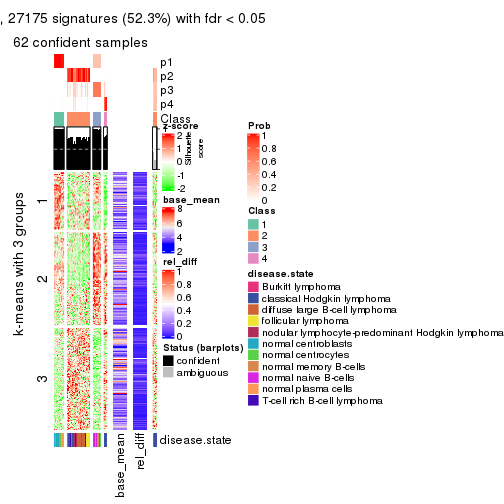 , 27175 signatures (52.3%) with fdr < 0.05
62 confident samples
p1
p2
p3
p4
Class
1
Silhouette
score
k-means with 3 groups
1
2
3
base_mean
rel_diff
disease.state
z-score
2
1
0
-1
-2
base_mean
8
6
4
2
rel_diff
1
0.8
0.6
0.4
0.2
0
Status (barplots)
confident
ambiguous
Prob
1
0.8
0.6
0.4
0.2
0
Class
1
2
3
4
disease.state
Burkitt lymphoma
classical Hodgkin lymphoma
diffuse large B-cell lymphoma
follicular lymphoma
nodular lymphocyte-predominant Hodgkin lymphoma
normal centroblasts
normal centrocytes
normal memory B-cells
normal naive B-cells
normal plasma cells
T-cell rich B-cell lymphoma